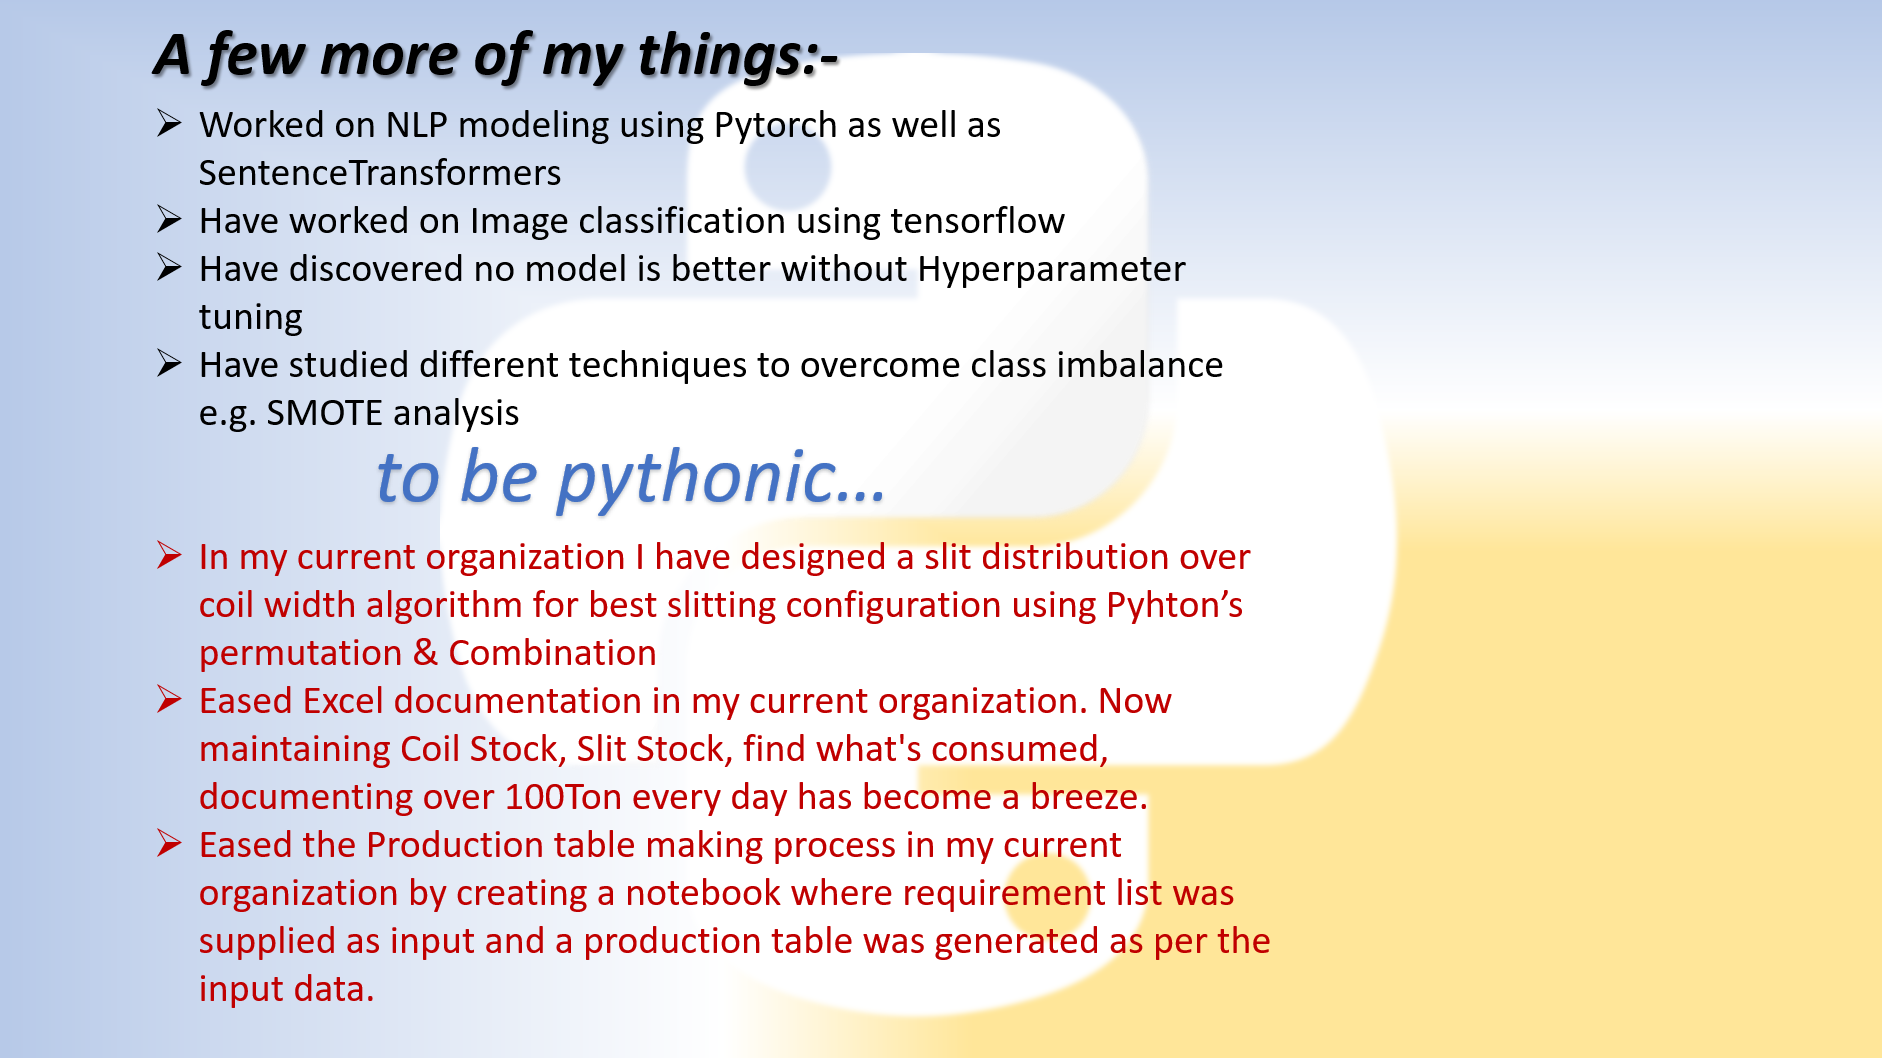 A few more of my things:-
➢ Worked on NLP modeling using Pytorch as well as
SentenceTransformers
➢ Have worked on Image classification using tensorflow
➢ Have discovered no model is better without Hyperparameter
tuning
➢ Have studied different techniques to overcome class imbalance
e.g. SMOTE analysis
to be pythonic...
➢ In my current organization I have designed a slit distribution over
coil width algorithm for best slitting configuration using Pyhton’s
permutation & Combination
➢ Eased Excel documentation in my current organization. Now
maintaining Coil Stock, Slit Stock, find what's consumed,
documenting over 100Ton every day has become a breeze.
➢ Eased the Production table making process in my current
organization by creating a notebook where requirement list was
supplied as input and a production table was generated as per the
input data.